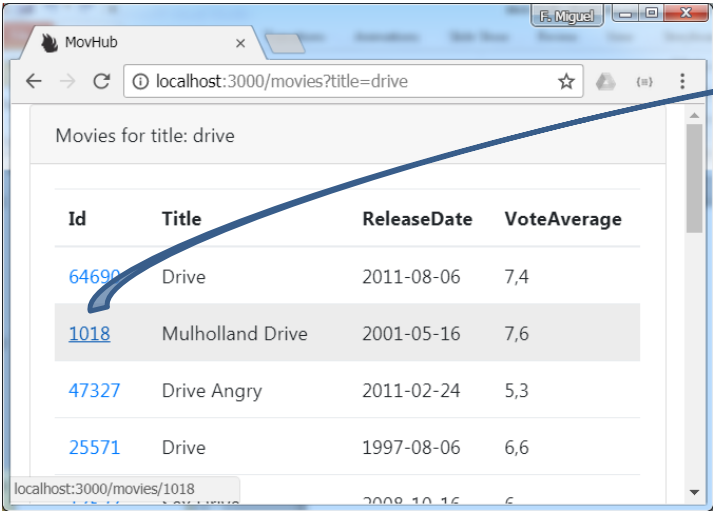 F. Miguel
MovHub
localhost:3000/movies?title=drive
Movies for title: drive
Id Title ReleaseDate VoteAverage
64690 Drive 2011-08-06 7,4
1018 Mulholland Drive 2001-05-16 7,6
47327 Drive Angry 2011-02-24 5,3
25571 Drive 1997-08-06 6,6
localhost:3000/movies/1018
Drive 2008-10-16 6